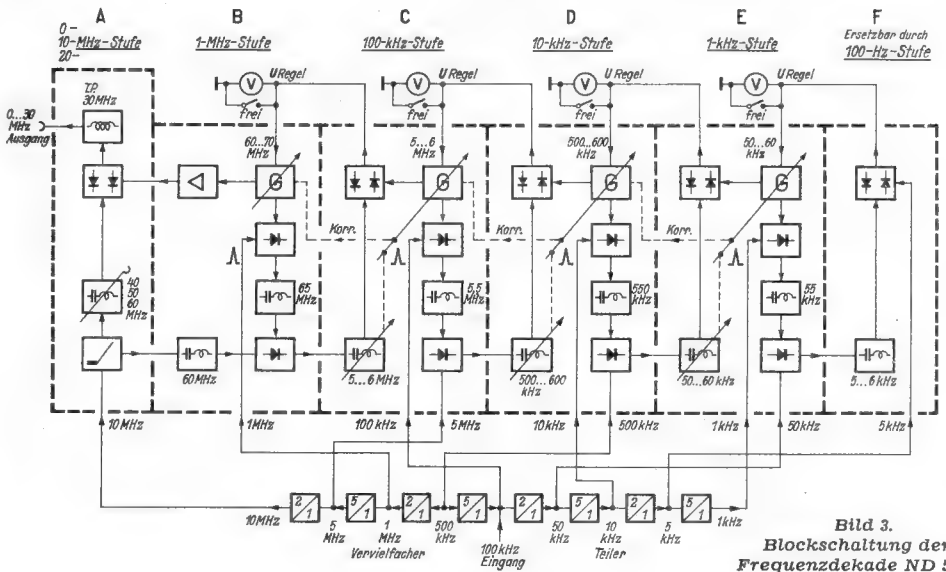 A
B
C
D
E
F
0–
10-MHz-Stufe
20–
1-MHz-Stufe
100-kHz-Stufe
10-kHz-Stufe
1-kHz-Stufe
Ersetzbar durch
100-Hz-Stufe
T.P.
30 MHz
0...30
MHz
Ausgang
V
U Regel
frei
V
U Regel
frei
V
U Regel
frei
V
U Regel
frei
60...70
MHz
G
5...6
MHz
G
500...600
kHz
G
50...60
kHz
G
Korr.
Korr.
Korr.
40
50
60
MHz
65
MHz
5,5
MHz
550
kHz
55
kHz
60 MHz
5...6 MHz
500...600
kHz
50...60 kHz
5...6 kHz
10 MHz
1 MHz
100 kHz
5 MHz
10 kHz
500 kHz
1 kHz
50 kHz
5 kHz
2/1
5/1
2/1
5/1
2/1
5/1
2/1
5/1
10 MHz
5
MHz
1
MHz
500
kHz
50
kHz
10
kHz
5
kHz
1 kHz
Vervielfacher
100 kHz
Eingang
Teiler
Bild 3.
Blockschaltung der
Frequenzdekade ND